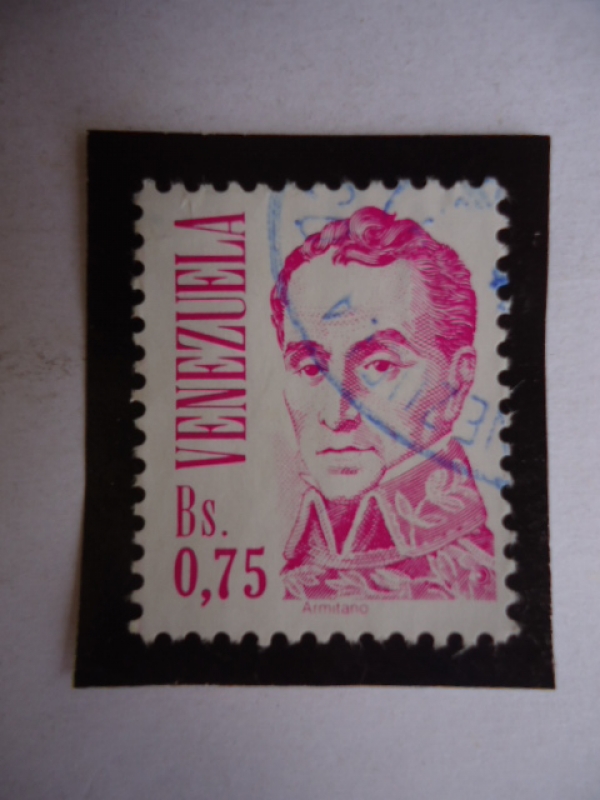 VENEZUELA
Bs.
0,75
Armitano